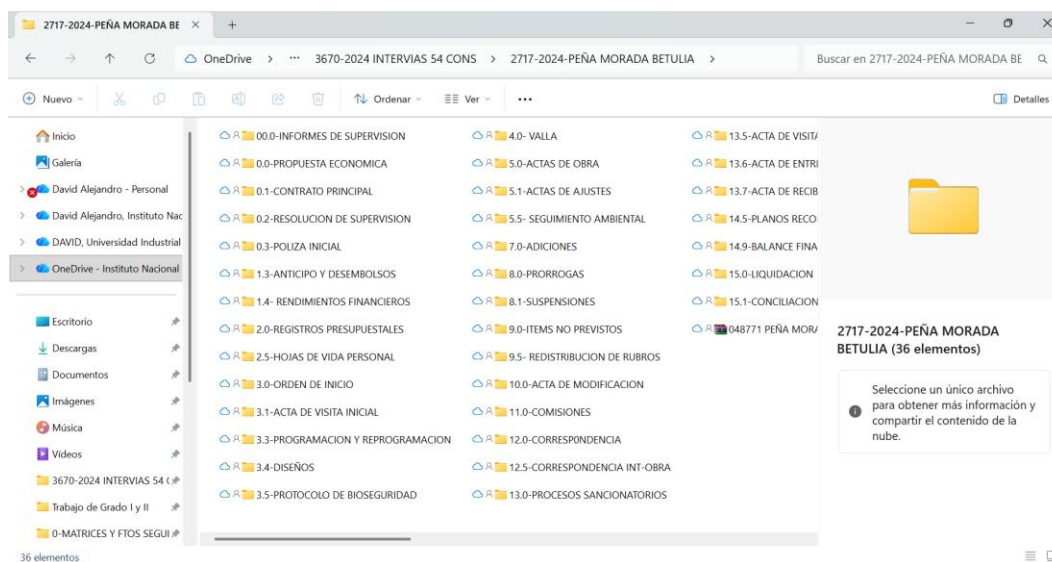 2717-2024-PEÑA MORADA BE
OneDrive > ··· 3670-2024 INTERVIAS 54 CONS > 2717-2024-PEÑA MORADA BETULIA >
Buscar en 2717-2024-PEÑA MORADA BE
Nuevo
Ordenar
Ver
···
Detalles
Inicio
Galería
David Alejandro - Personal
David Alejandro, Instituto Nac
DAVID, Universidad Industrial
OneDrive - Instituto Nacional
Escritorio
Descargas
Documentos
Imágenes
Música
Vídeos
3670-2024 INTERVIAS 54 (
Trabajo de Grado I y II
0-MATRICES Y FTOS SEGUI
00.0-INFORMES DE SUPERVISION
0.0-PROPUESTA ECONOMICA
0.1-CONTRATO PRINCIPAL
0.2-RESOLUCION DE SUPERVISION
0.3-POLIZA INICIAL
1.3-ANTICIPO Y DESEMBOLSOS
1.4- RENDIMIENTOS FINANCIEROS
2.0-REGISTROS PRESUPUESTALES
2.5-HOJAS DE VIDA PERSONAL
3.0-ORDEN DE INICIO
3.1-ACTA DE VISITA INICIAL
3.3-PROGRAMACION Y REPROGRAMACION
3.4-DISEÑOS
3.5-PROTOCOLO DE BIOSEGURIDAD
4.0- VALLA
5.0-ACTAS DE OBRA
5.1-ACTAS DE AJUSTES
5.5- SEGUIMIENTO AMBIENTAL
7.0-ADICIONES
8.0-PRORROGAS
8.1-SUSPENSIONES
9.0-ITEMS NO PREVISTOS
9.5- REDISTRIBUCION DE RUBROS
10.0-ACTA DE MODIFICACION
11.0-COMISIONES
12.0-CORRESP0NDENCIA
12.5-CORRESPONDENCIA INT-OBRA
13.0-PROCESOS SANCIONATORIOS
13.5-ACTA DE VISITA
13.6-ACTA DE ENTRI
13.7-ACTA DE RECIB
14.5-PLANOS RECO
14.9-BALANCE FINA
15.0-LIQUIDACION
15.1-CONCILIACION
048771 PEÑA MORA
2717-2024-PEÑA MORADA
BETULIA (36 elementos)
Seleccione un único archivo
para obtener más información y
compartir el contenido de la
nube.
36 elementos